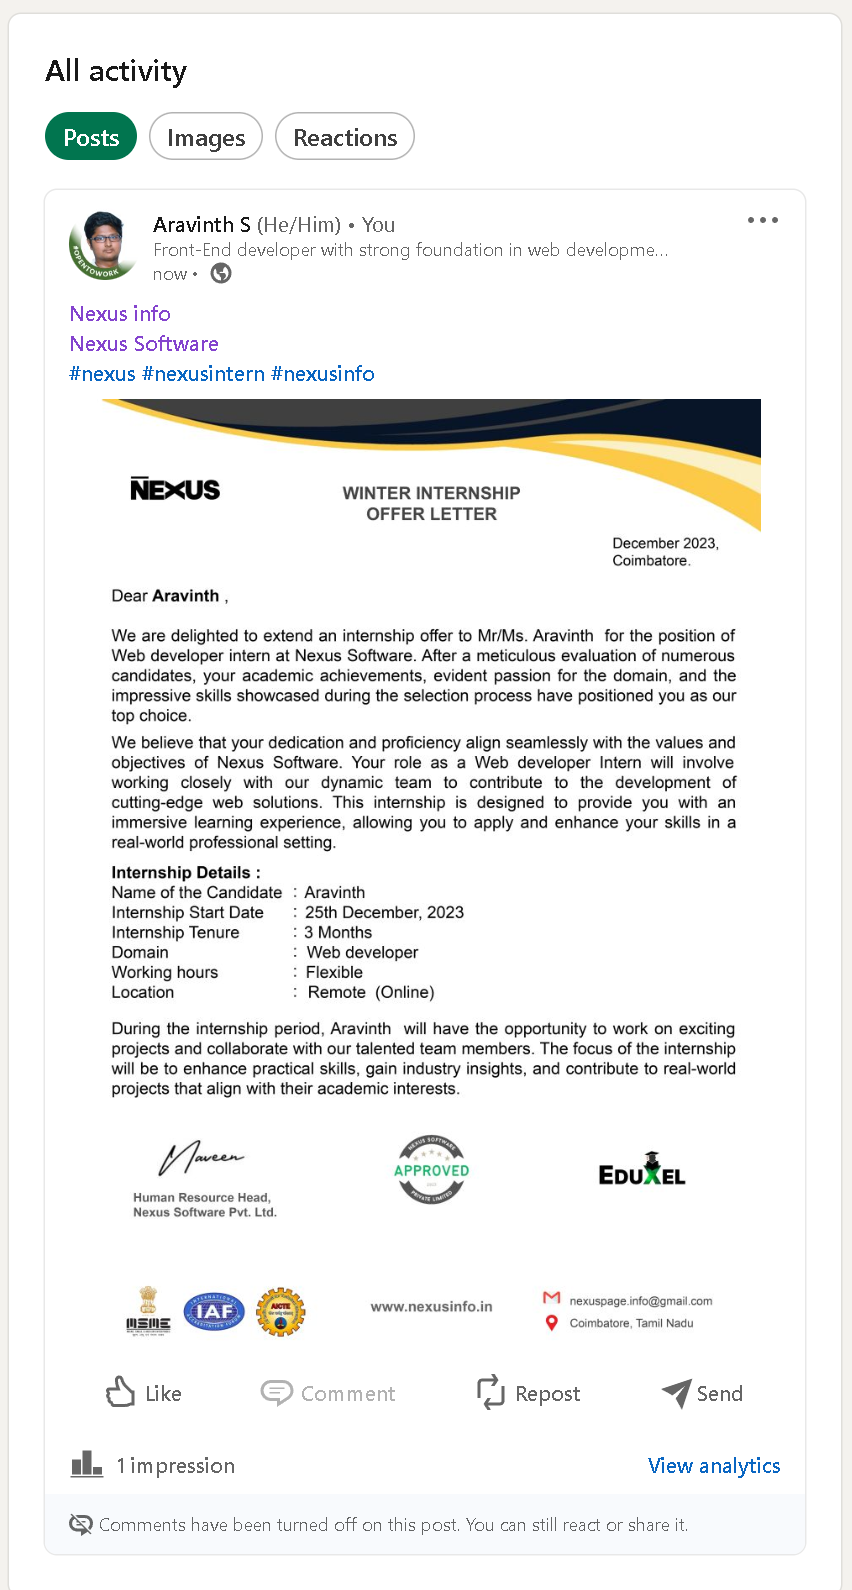 All activity
Posts
Images
Reactions
Aravinth S (He/Him) • You
Front-End developer with strong foundation in web developme...
now •
#OPENTOWORK
Nexus info
Nexus Software
#nexus #nexusintern #nexusinfo
NEXUS
WINTER INTERNSHIP
OFFER LETTER
December 2023,
Coimbatore.
Dear Aravinth ,
We are delighted to extend an internship offer to Mr/Ms. Aravinth for the position of
Web developer intern at Nexus Software. After a meticulous evaluation of numerous
candidates, your academic achievements, evident passion for the domain, and the
impressive skills showcased during the selection process have positioned you as our
top choice.
We believe that your dedication and proficiency align seamlessly with the values and
objectives of Nexus Software. Your role as a Web developer Intern will involve
working closely with our dynamic team to contribute to the development of
cutting-edge web solutions. This internship is designed to provide you with an
immersive learning experience, allowing you to apply and enhance your skills in a
real-world professional setting.
Internship Details :
Name of the Candidate : Aravinth
Internship Start Date : 25th December, 2023
Internship Tenure : 3 Months
Domain : Web developer
Working hours : Flexible
Location : Remote (Online)
During the internship period, Aravinth will have the opportunity to work on exciting
projects and collaborate with our talented team members. The focus of the internship
will be to enhance practical skills, gain industry insights, and contribute to real-world
projects that align with their academic interests.
Naveen
Human Resource Head,
Nexus Software Pvt. Ltd.
NEXUS SOFTWARE
APPROVED
PRIVATE LIMITED
EDUXEL
MSME
INTERNATIONAL
IAF
ACCREDITATION FORUM
AICTE
www.nexusinfo.in
nexuspage.info@gmail.com
Coimbatore, Tamil Nadu
Like
Comment
Repost
Send
1 impression
View analytics
Comments have been turned off on this post. You can still react or share it.